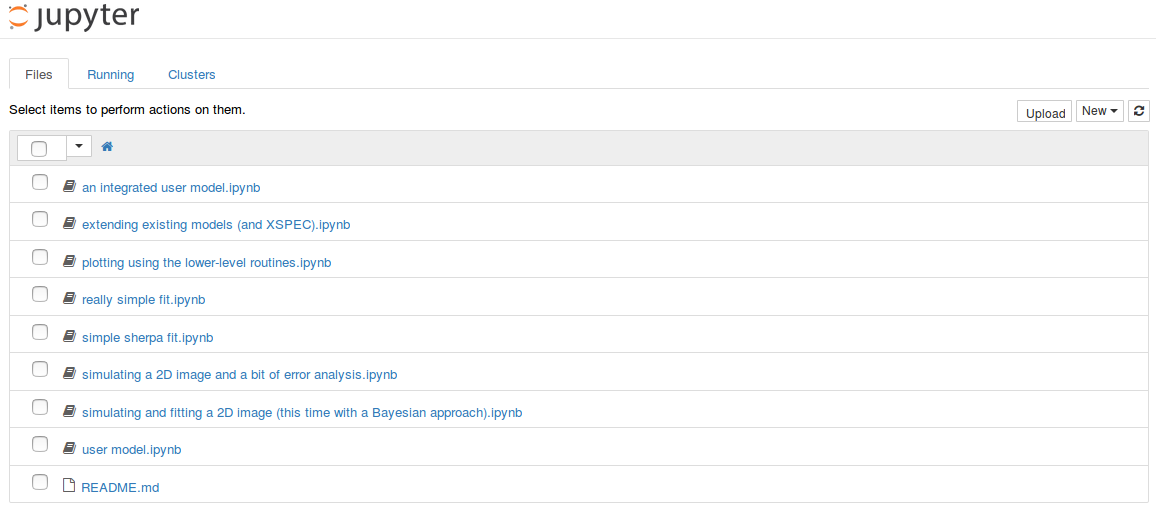 jupyter
Files Running Clusters
Select items to perform actions on them. Upload New
an integrated user model.ipynb
extending existing models (and XSPEC).ipynb
plotting using the lower-level routines.ipynb
really simple fit.ipynb
simple sherpa fit.ipynb
simulating a 2D image and a bit of error analysis.ipynb
simulating and fitting a 2D image (this time with a Bayesian approach).ipynb
user model.ipynb
README.md